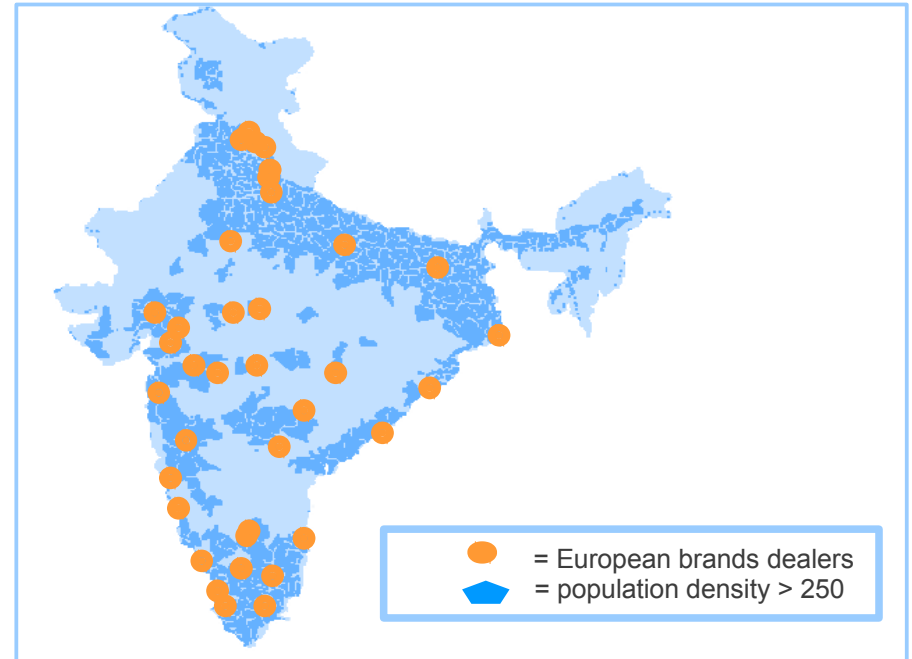 = European brands dealers
= population density > 250